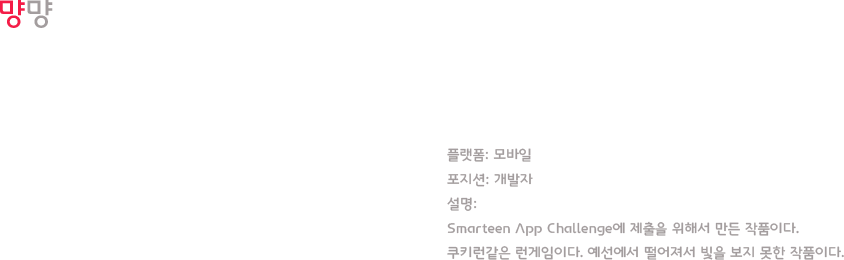 먕먕
플랫폼: 모바일
포지션: 개발자
설명:
Smarteen App Challenge에 제출을 위해서 만든 작품이다.
쿠키런같은 런게임이다. 예선에서 떨어져서 빛을 보지 못한 작품이다.